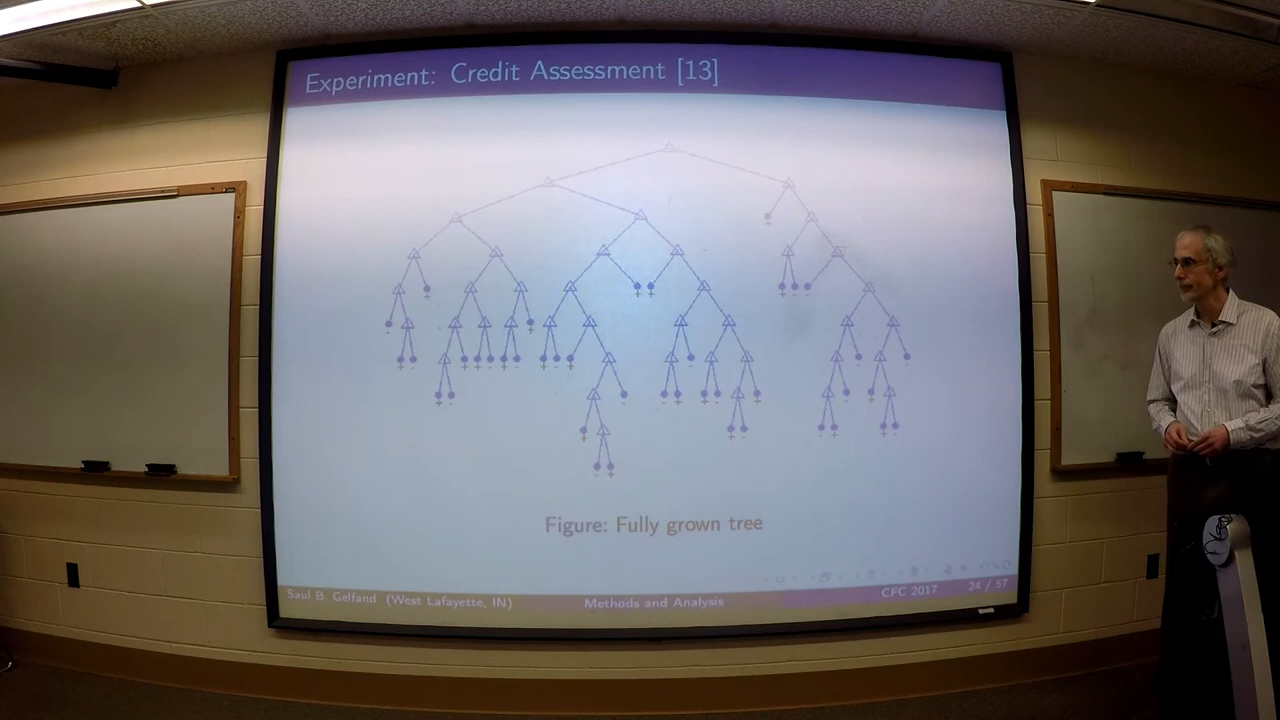 Experiment: Credit Assessment [13]
Figure: Fully grown tree
Saul B. Gelfand (West Lafayette, IN) Methods and Analysis CFC 2017 24 / 57